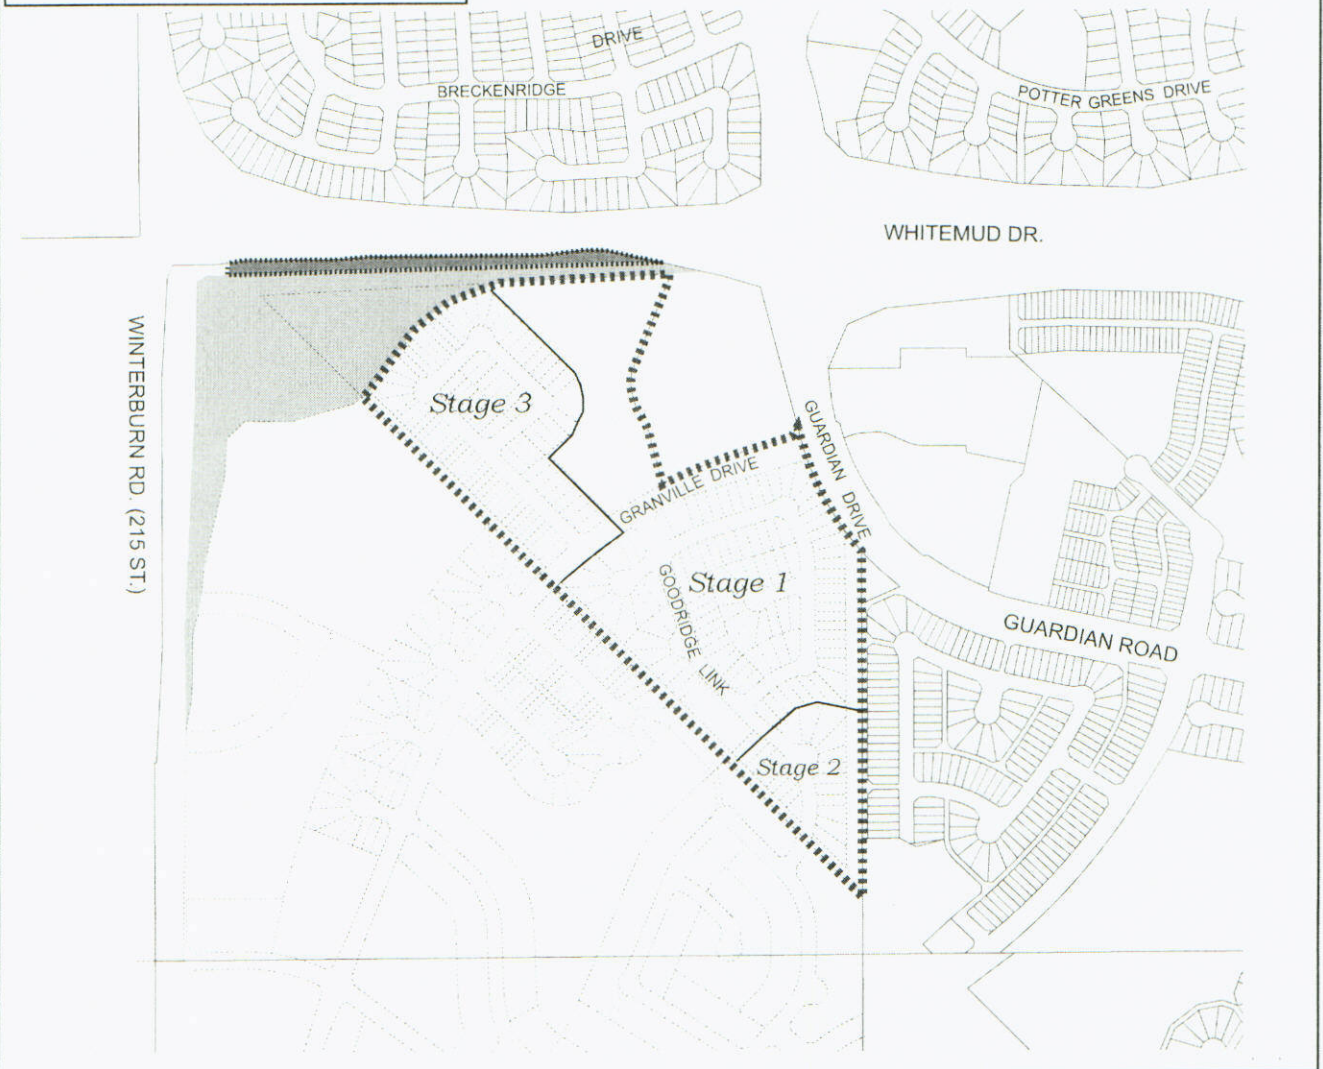 DRIVE
BRECKENRIDGE
POTTER GREENS DRIVE
WHITEMUD DR.
WINTERBURN RD. (215 ST.)
Stage 3
GUARDIAN DRIVE
GRANVILLE DRIVE
Stage 1
GOODRIDGE LINK
GUARDIAN ROAD
Stage 2